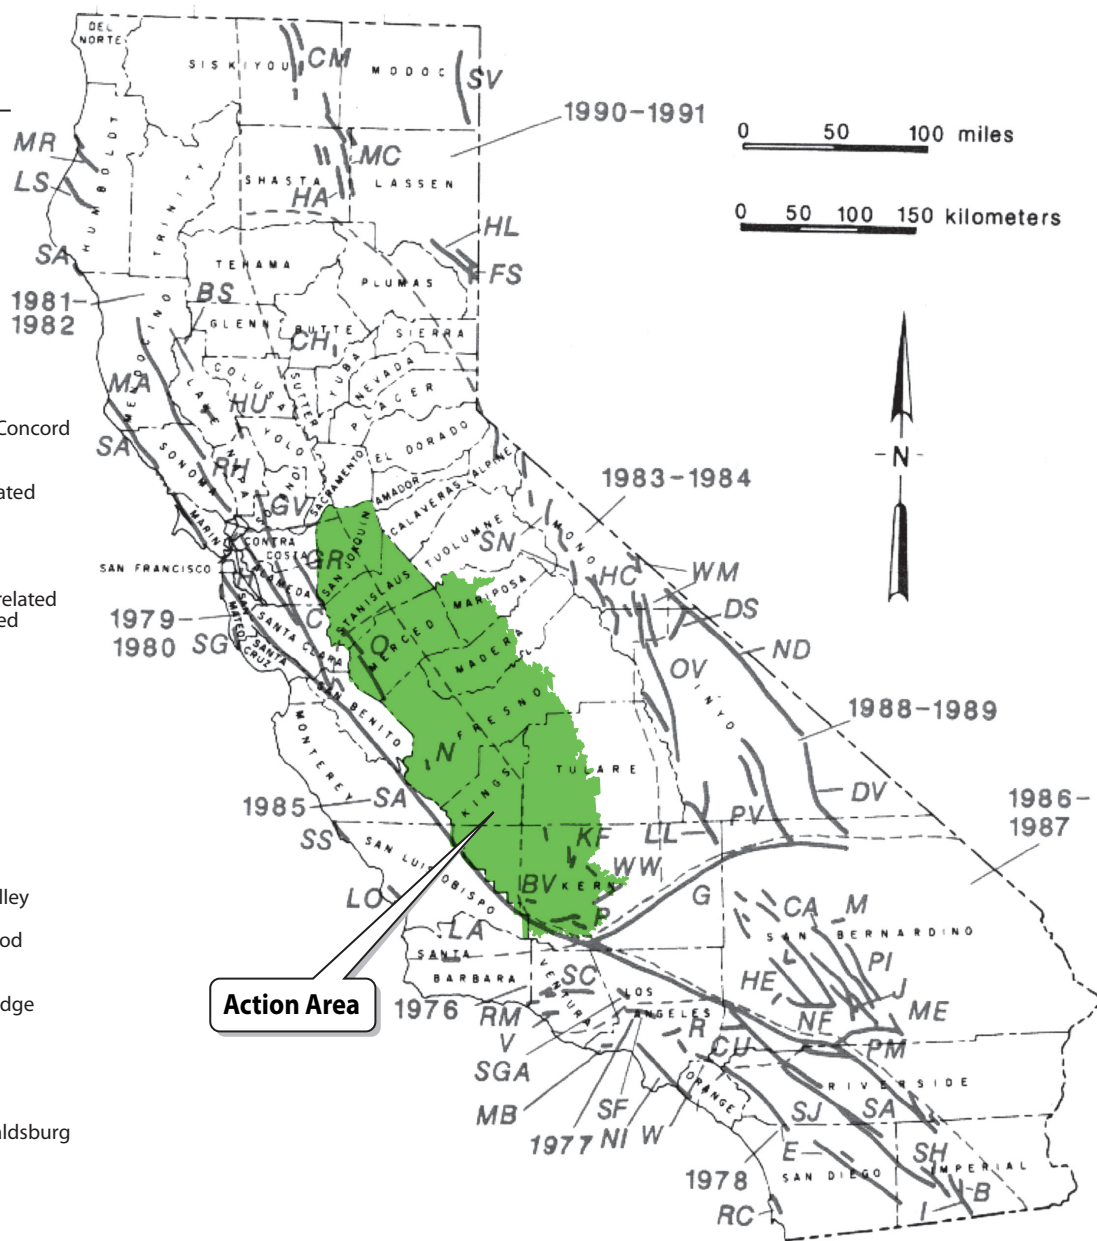 DEL
NORTE
SISKIYOU
CM
MODOC
SV
1990-1991
0 50 100 miles
MR
LS
HUMBOLDT
TRINITY
SHASTA
HA
MC
LASSEN
0 50 100 150 kilometers
HL
FS
SA
TEHAMA
PLUMAS
1981-
1982
BS
GLENN
BUTTE
CH
SIERRA
MENDOCINO
MA
LAKE
COLUSA
HU
SUTTER
YUBA
NEVADA
PLACER
Concord
SA
SONOMA
RH
NAPA
YOLO
EL DORADO
N
ated
GV
SOLANO
SACRAMENTO
AMADOR
ALPINE
CALAVERAS
1983-1984
MARIN
CONTRA
COSTA
GR
SAN JOAQUIN
TUOLUMNE
SN
MONO
SAN FRANCISCO
H
ALAMEDA
STANISLAUS
MARIPOSA
HC
WM
DS
related
ed
1979-
1980
SAN
MATEO
SG
SANTA
CRUZ
SANTA CLARA
C
O
MERCED
MADERA
OV
ND
INYO
SAN BENITO
MONTEREY
FRESNO
N
1988-1989
KINGS
TULARE
1985
SA
DV
1986-
1987
SS
SAN LUIS OBISPO
KF
LL
PV
WW
BV
KERN
G
LO
P
lley
CA
M
SAN BERNARDINO
LA
od
SANTA
BARBARA
VENTURA
SC
LOS
ANGELES
PI
HE
J
Action Area
dge
1976
RM
V
SGA
R
CU
NF
ME
PM
MB
SF
NI
W
ORANGE
RIVERSIDE
SJ
SA
aldsburg
1977
E
SH
IMPERIAL
1978
SAN DIEGO
B
RC
I